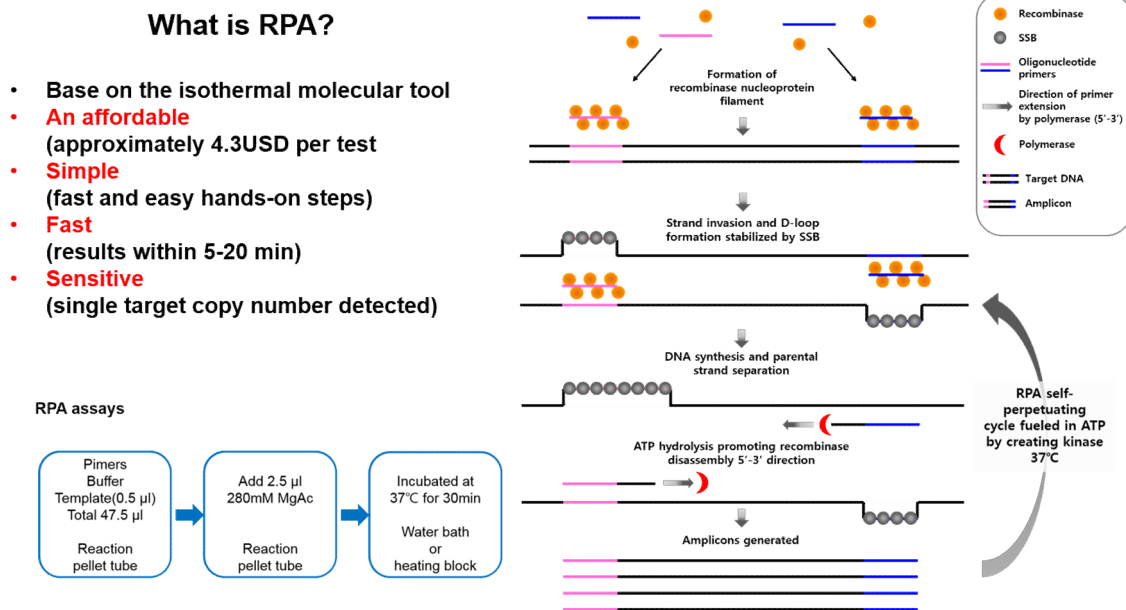 What is RPA?
• Base on the isothermal molecular tool
• An affordable
(approximately 4.3USD per test
• Simple
(fast and easy hands-on steps)
• Fast
(results within 5-20 min)
• Sensitive
(single target copy number detected)
RPA assays
Pimers
Buffer
Template(0.5 µl)
Total 47.5 µl
Reaction
pellet tube
Add 2.5 µl
280mM MgAc
Reaction
pellet tube
Incubated at
37℃ for 30min
Water bath
or
heating block
Formation of
recombinase nucleoprotein
filament
Strand invasion and D-loop
formation stabilized by SSB
DNA synthesis and parental
strand separation
ATP hydrolysis promoting recombinase
disassembly 5′-3′ direction
Amplicons generated
RPA self-
perpetuating
cycle fueled in ATP
by creating kinase
37℃
Recombinase
SSB
Oligonucleotide
primers
Direction of primer
extension
by polymerase (5′-3′)
Polymerase
Target DNA
Amplicon